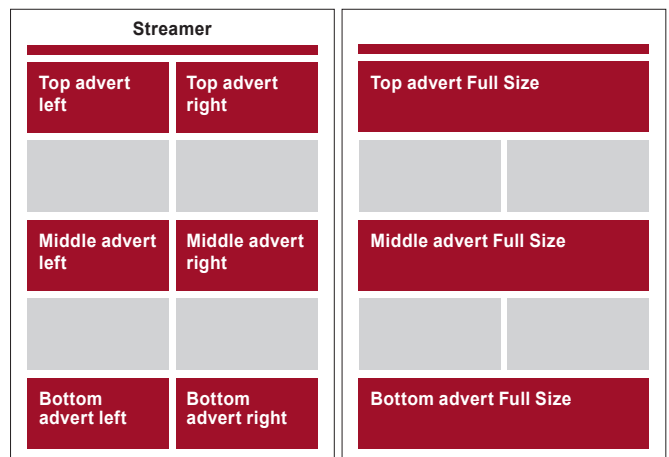 Streamer
Top advert
left
Top advert
right
Middle advert
left
Middle advert
right
Bottom
advert left
Bottom
advert right
Top advert Full Size
Middle advert Full Size
Bottom advert Full Size